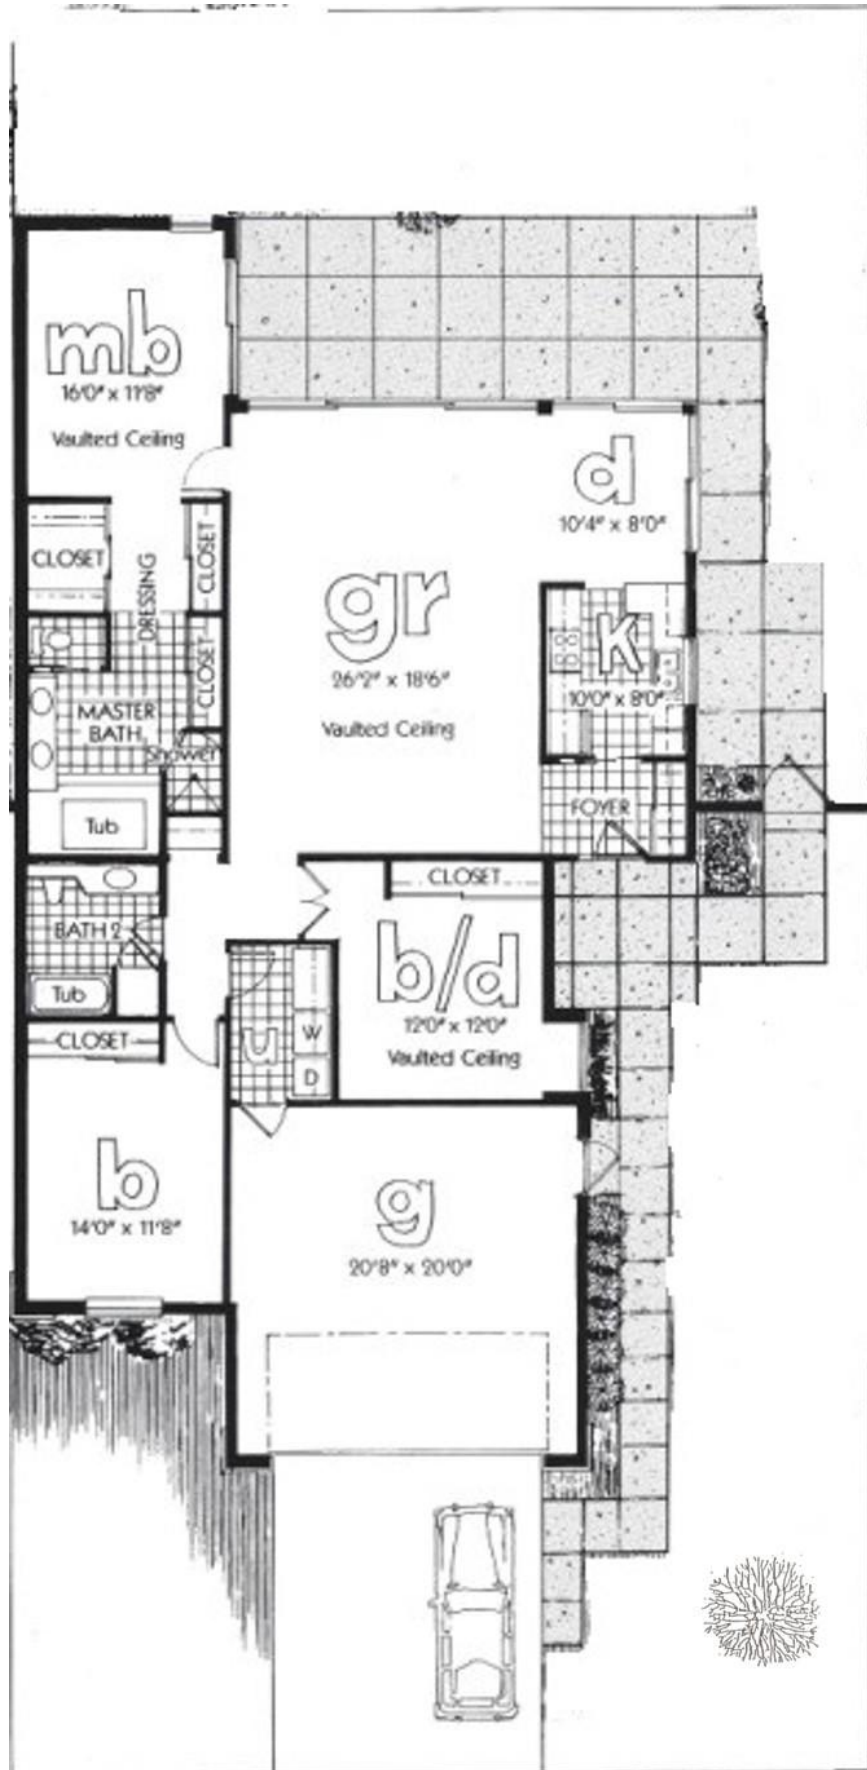 mb
16'0" x 11'8"
Vaulted Ceiling
d
10'4" x 8'0"
CLOSET
CLOSET
DRESSING
gr
26'2" x 18'6"
Vaulted Ceiling
K
10'0" x 8'0"
CLOSET
MASTER
BATH
Shower
Tub
FOYER
CLOSET
BATH 2
b/d
12'0" x 12'0"
Vaulted Ceiling
Tub
u
W
D
CLOSET
b
14'0" x 11'8"
g
20'8" x 20'0"